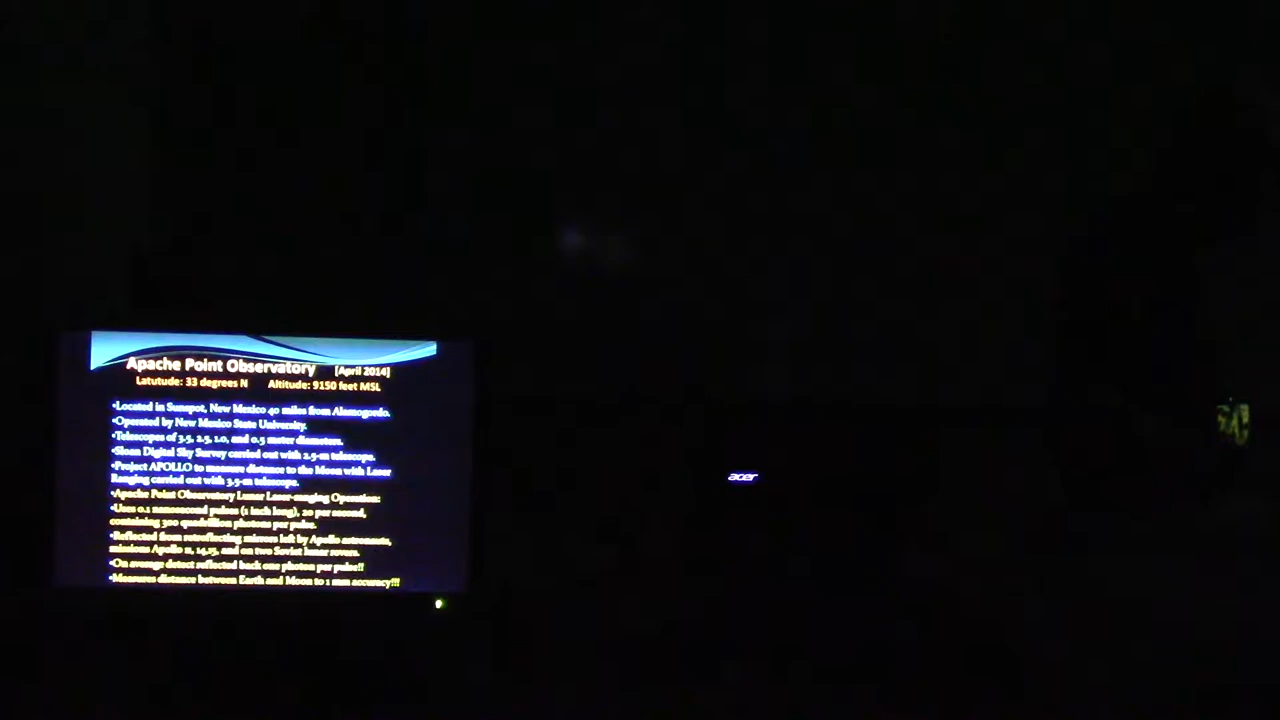 Apache Point Observatory [April 2014]
Latutude: 33 degrees N Altitude: 9150 feet MSL
•Located in Sunspot, New Mexico 40 miles from Alamogordo.
•Operated by New Mexico State University.
•Telescopes of 3.5, 2.5, 1.0, and 0.5 meter diameters.
•Sloan Digital Sky Survey carried out with 2.5-m telescope.
•Project APOLLO to measure distance to the Moon with Laser
Ranging carried out with 3.5-m telescope.
•Apache Point Observatory Lunar Laser-ranging Operation:
•Uses 0.1 nanosecond pulses (1 inch long), 20 per second,
containing 300 quadrillion photons per pulse.
•Reflected from retroreflecting mirrors left by Apollo astronauts,
missions Apollo 11, 14,15, and on two Soviet lunar rovers.
•On average detect reflected back one photon per pulse!!
•Measures distance between Earth and Moon to 1 mm accuracy!!!
acer